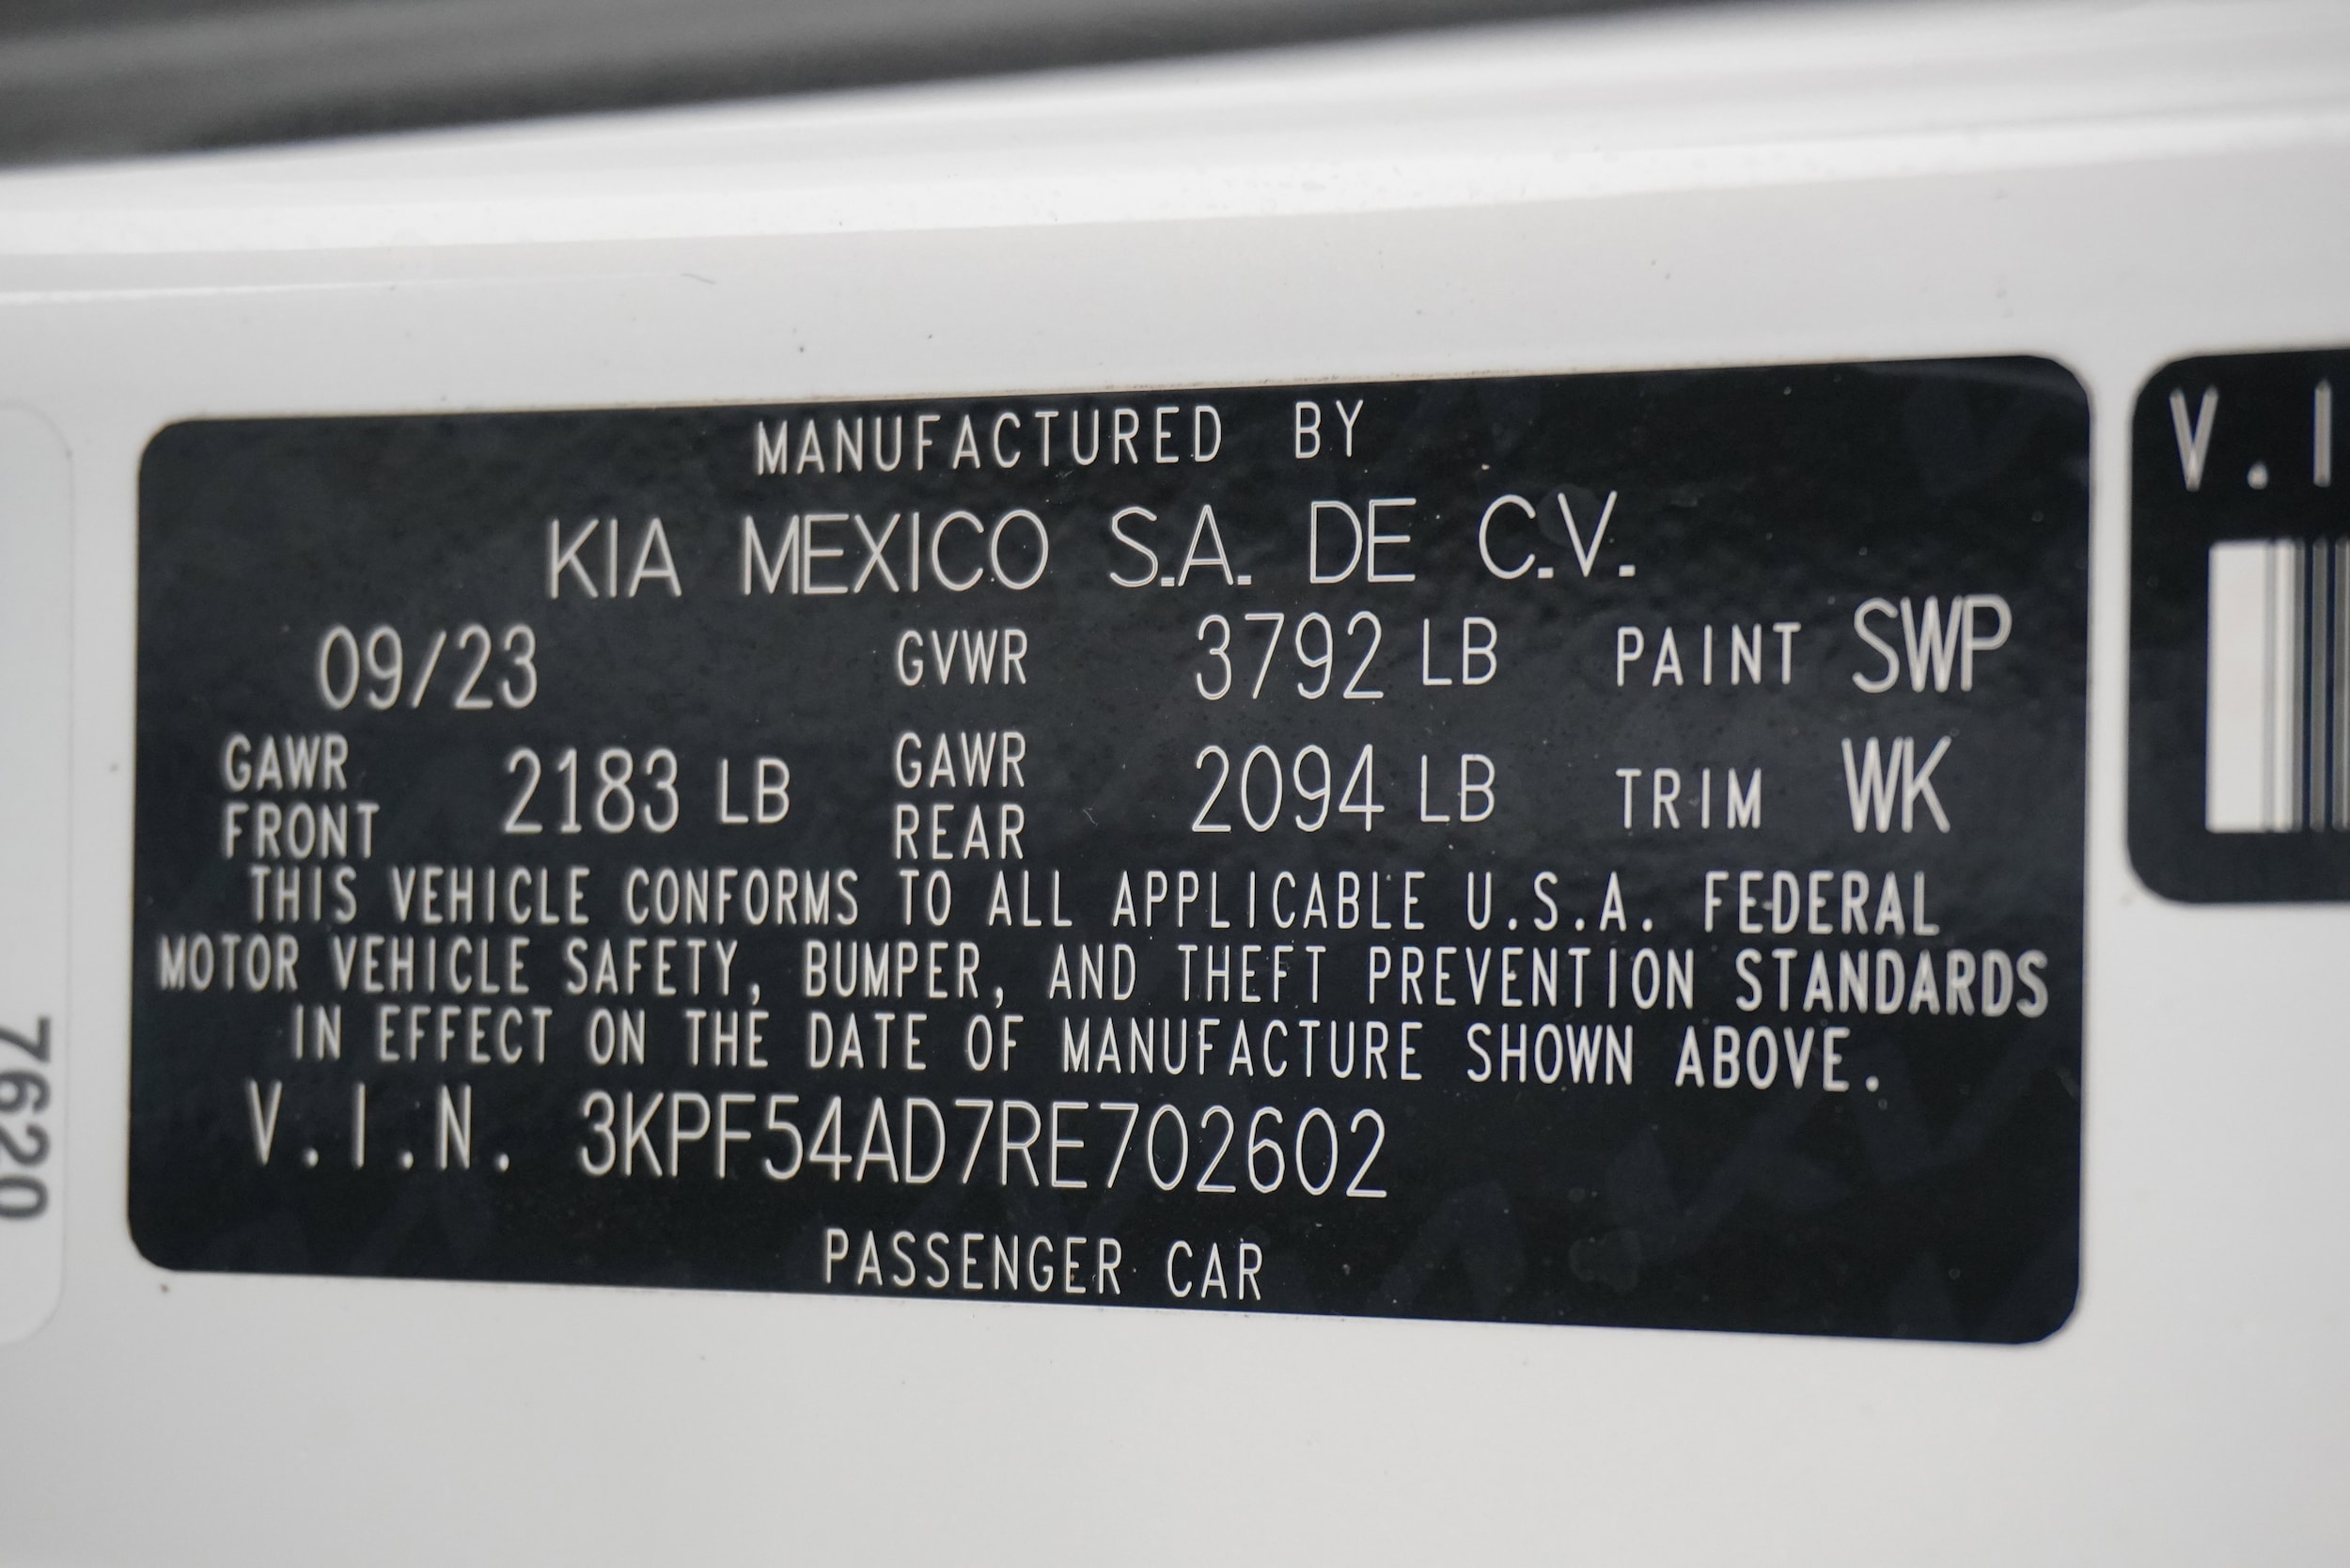 MANUFACTURED BY
KIA MEXICO S.A. DE C.V.
09/23 GVWR 3792 LB PAINT SWP
GAWR FRONT 2183 LB GAWR REAR 2094 LB TRIM WK
THIS VEHICLE CONFORMS TO ALL APPLICABLE U.S.A. FEDERAL
MOTOR VEHICLE SAFETY, BUMPER, AND THEFT PREVENTION STANDARDS
IN EFFECT ON THE DATE OF MANUFACTURE SHOWN ABOVE.
V.I.N. 3KPF54AD7RE702602
PASSENGER CAR
V.I
7620